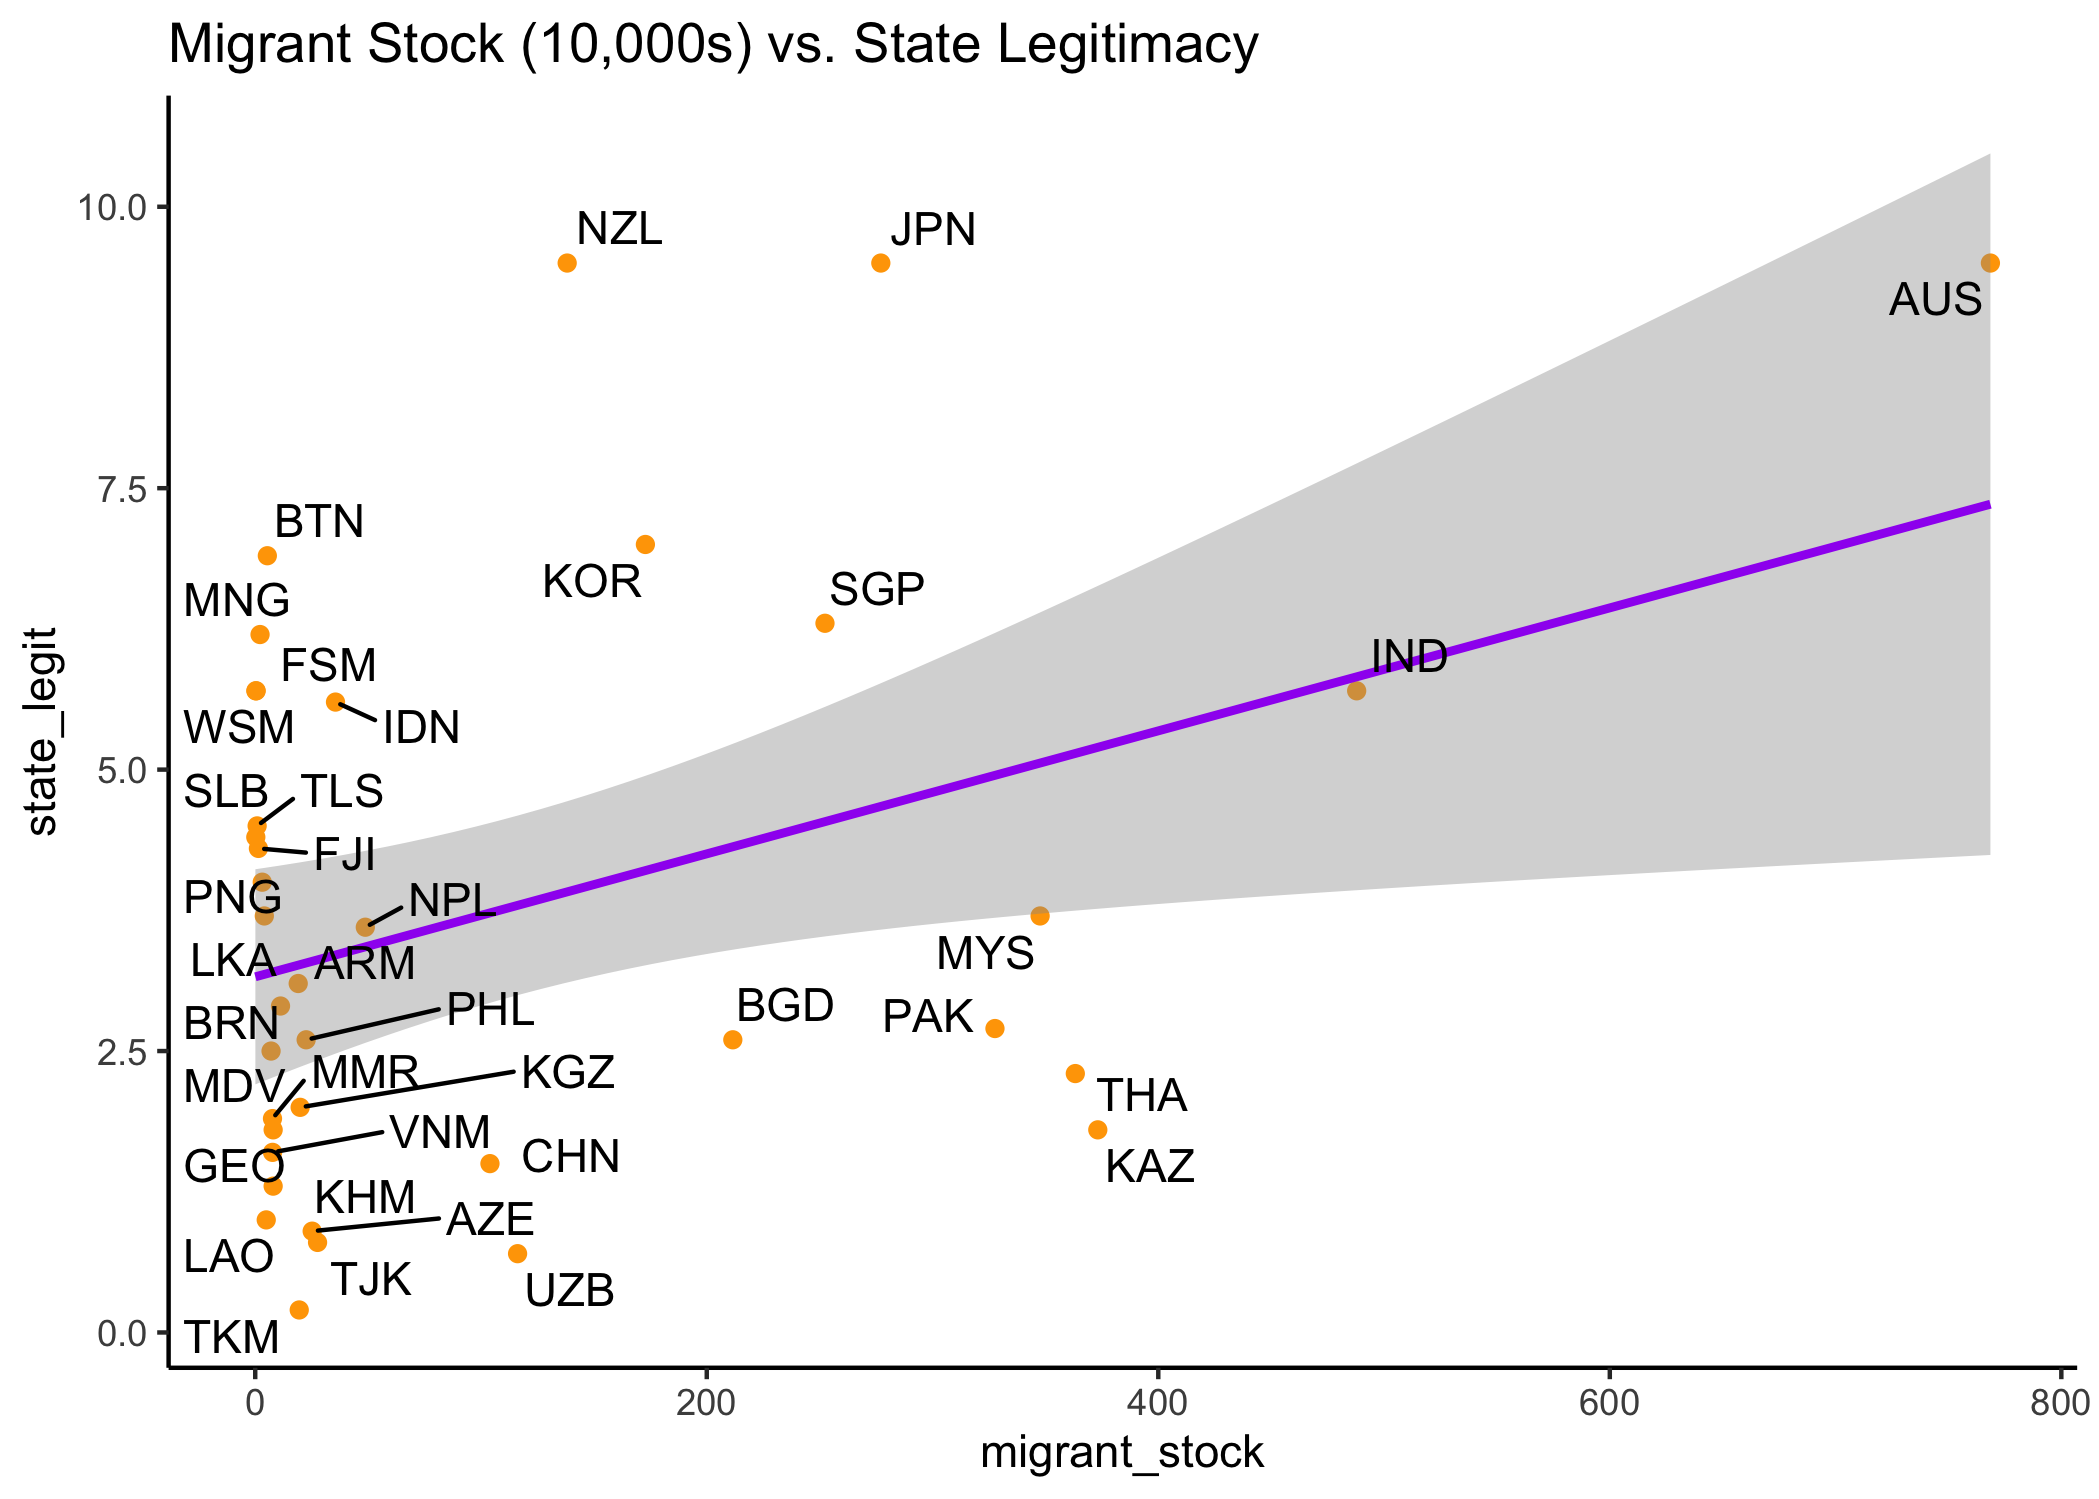 Migrant Stock (10,000s) vs. State Legitimacy
10.0
NZL
JPN
AUS
7.5
BTN
KOR
SGP
MNG
FSM
IND
WSM
IDN
state_legit
5.0
SLB
TLS
FJI
PNG
NPL
LKA
ARM
MYS
BRN
PHL
BGD
PAK
2.5
MDV
MMR
KGZ
THA
VNM
CHN
GEO
KAZ
KHM
AZE
LAO
TJK
UZB
0.0
TKM
0
200
400
600
800
migrant_stock